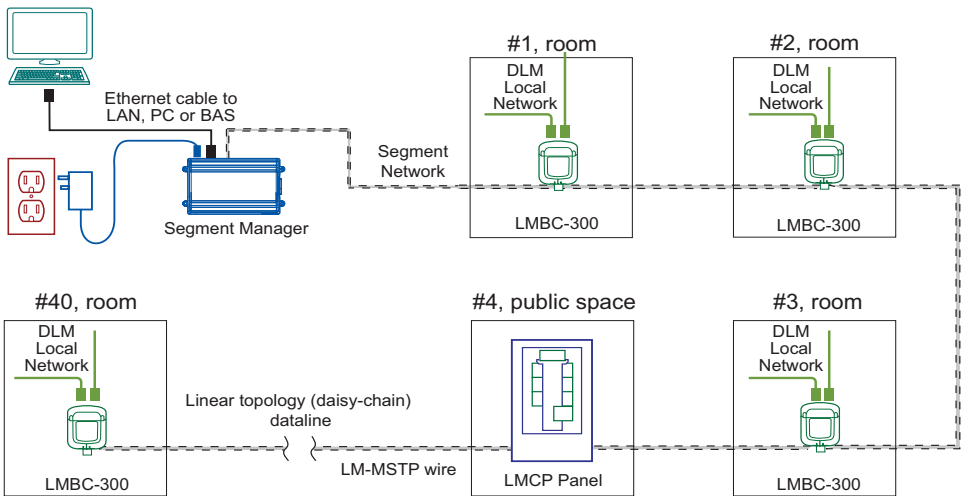 #1, room
#2, room
DLM
Local
Network
DLM
Local
Network
Ethernet cable to
LAN, PC or BAS
Segment
Network
Segment Manager
LMBC-300
LMBC-300
#40, room
#4, public space
#3, room
DLM
Local
Network
DLM
Local
Network
Linear topology (daisy-chain)
dataline
LM-MSTP wire
LMBC-300
LMCP Panel
LMBC-300